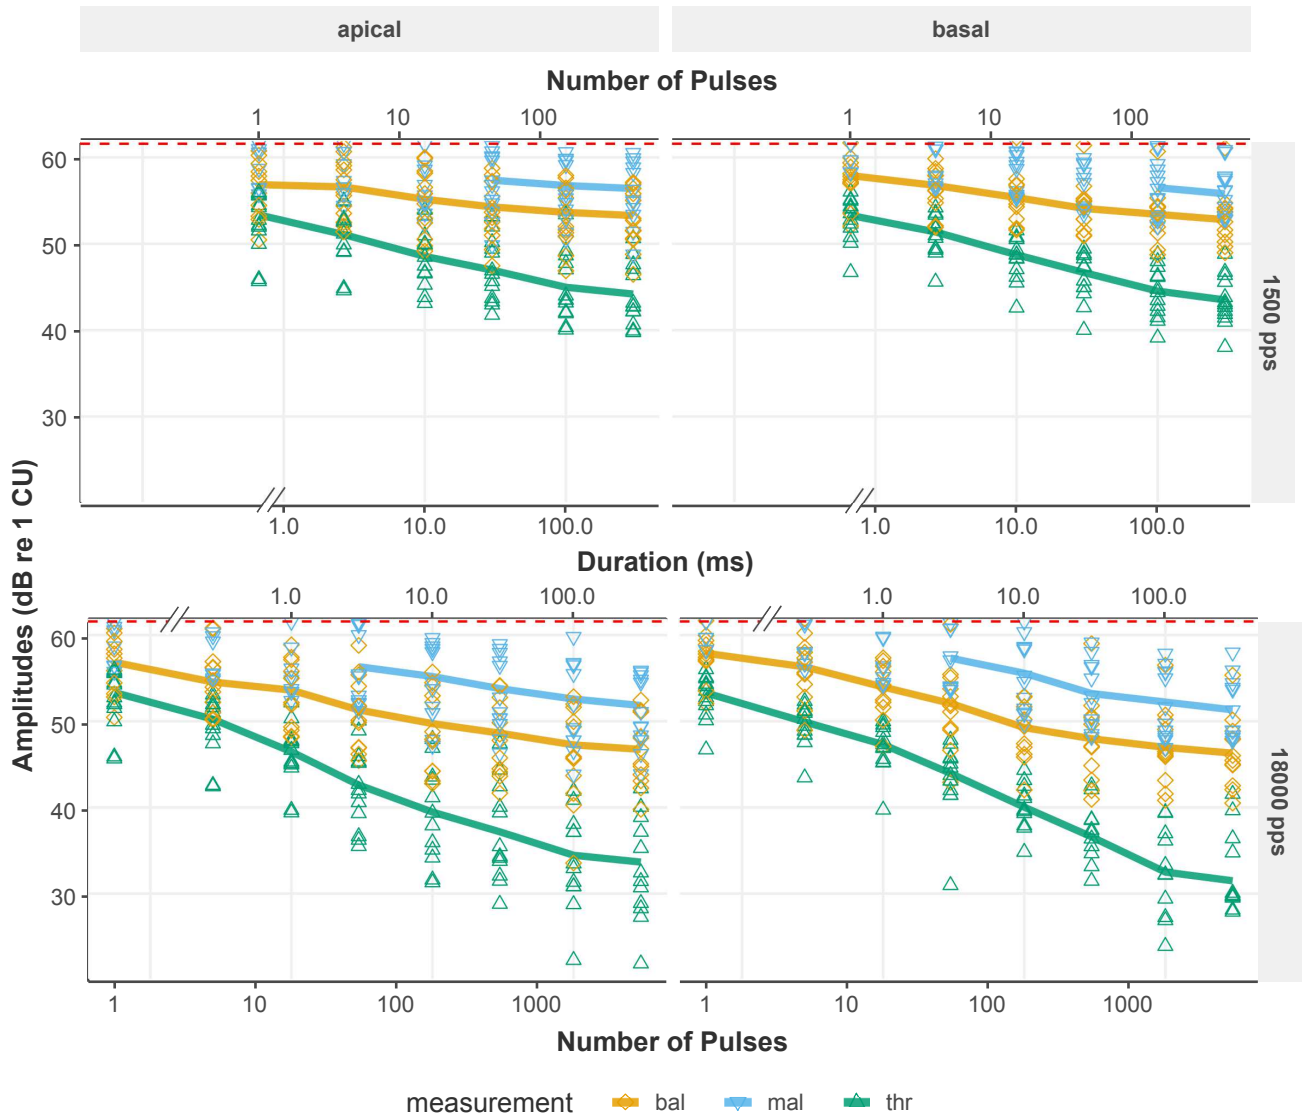 apical basal
Number of Pulses
1 10 100 1 10 100
60
50
40
30
1500 pps
1.0 10.0 100.0 1.0 10.0 100.0
Duration (ms)
1.0 10.0 100.0 1.0 10.0 100.0
Amplitudes (dB re 1 CU)
60
50
40
30
18000 pps
1 10 100 1000 1 10 100 1000
Number of Pulses
measurement bal mal thr